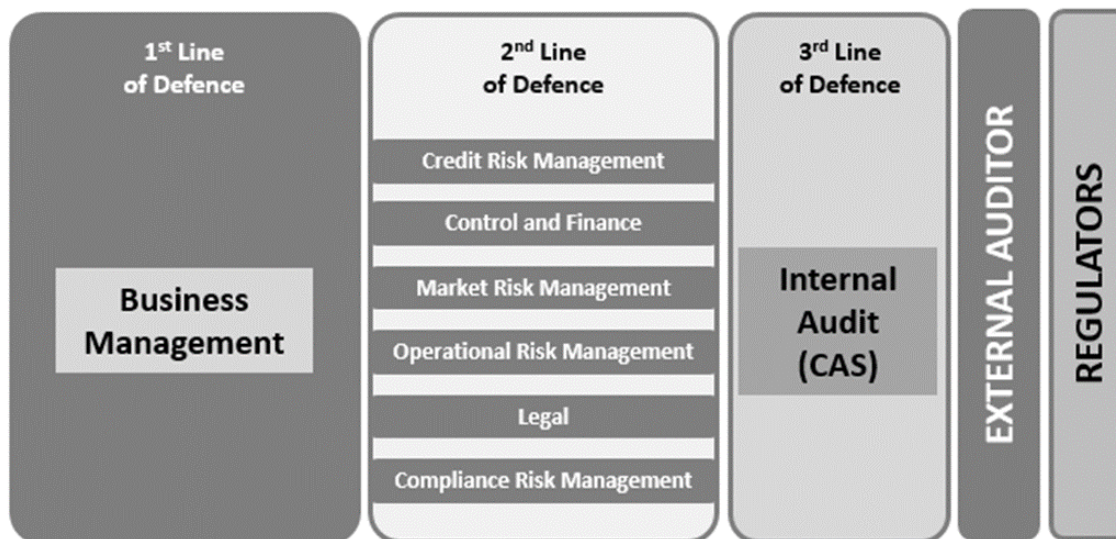 1st Line
of Defence
Business
Management
2nd Line
of Defence
Credit Risk Management
Control and Finance
Market Risk Management
Operational Risk Management
Legal
Compliance Risk Management
3rd Line
of Defence
Internal
Audit
(CAS)
EXTERNAL AUDITOR
REGULATORS